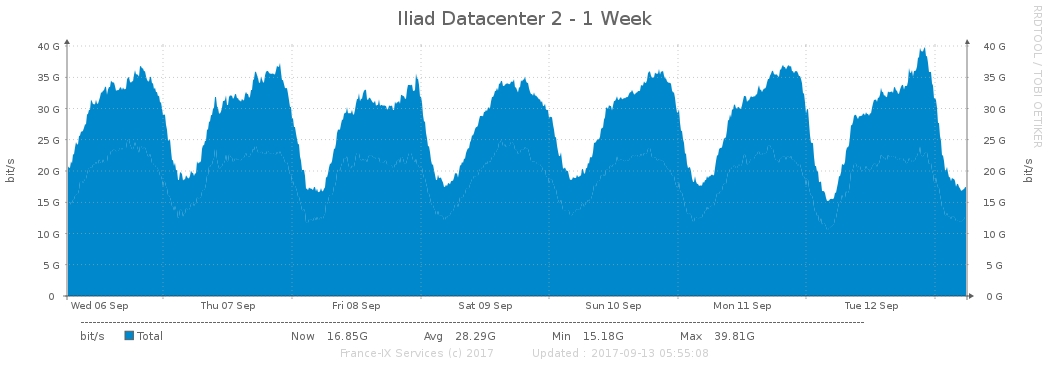 Iliad Datacenter 2 - 1 Week
RRDTOOL / TOBI OETIKER
40 G 40 G
35 G 35 G
30 G 30 G
25 G 25 G
20 G 20 G
15 G 15 G
10 G 10 G
5 G 5 G
0 0 G
bit/s bit/s
Wed 06 Sep Thu 07 Sep Fri 08 Sep Sat 09 Sep Sun 10 Sep Mon 11 Sep Tue 12 Sep
bit/s Total Now 16.85G Avg 28.29G Min 15.18G Max 39.81G
France-IX Services (c) 2017 Updated : 2017-09-13 05:55:08